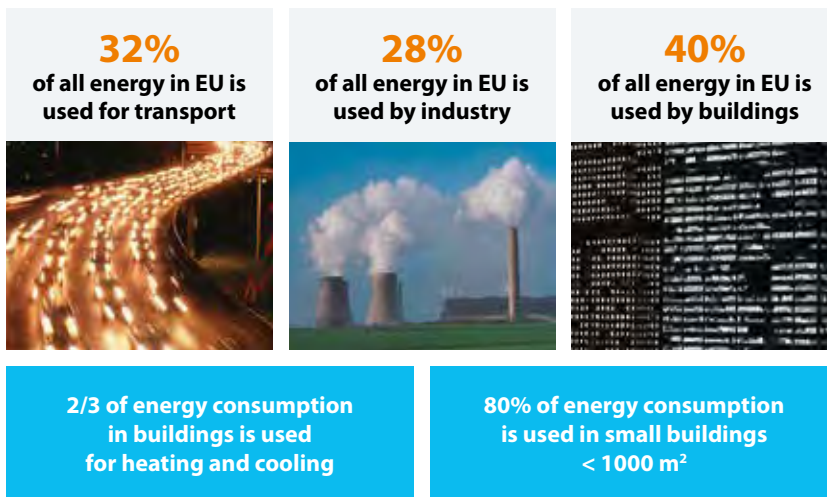 32%
of all energy in EU is
used for transport
28%
of all energy in EU is
used by industry
40%
of all energy in EU is
used by buildings
2/3 of energy consumption
in buildings is used
for heating and cooling
80% of energy consumption
is used in small buildings
< 1000 m²